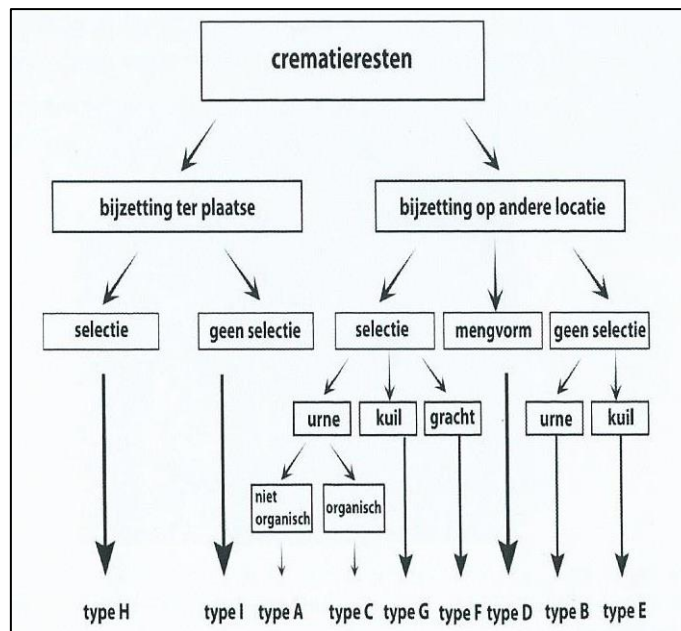 crematieresten
bijzetting ter plaatse
bijzetting op andere locatie
selectie
geen selectie
selectie
mengvorm
geen selectie
urne
kuil
gracht
urne
kuil
niet
organisch
organisch
type H
type I
type A
type C
type G
type F
type D
type B
type E